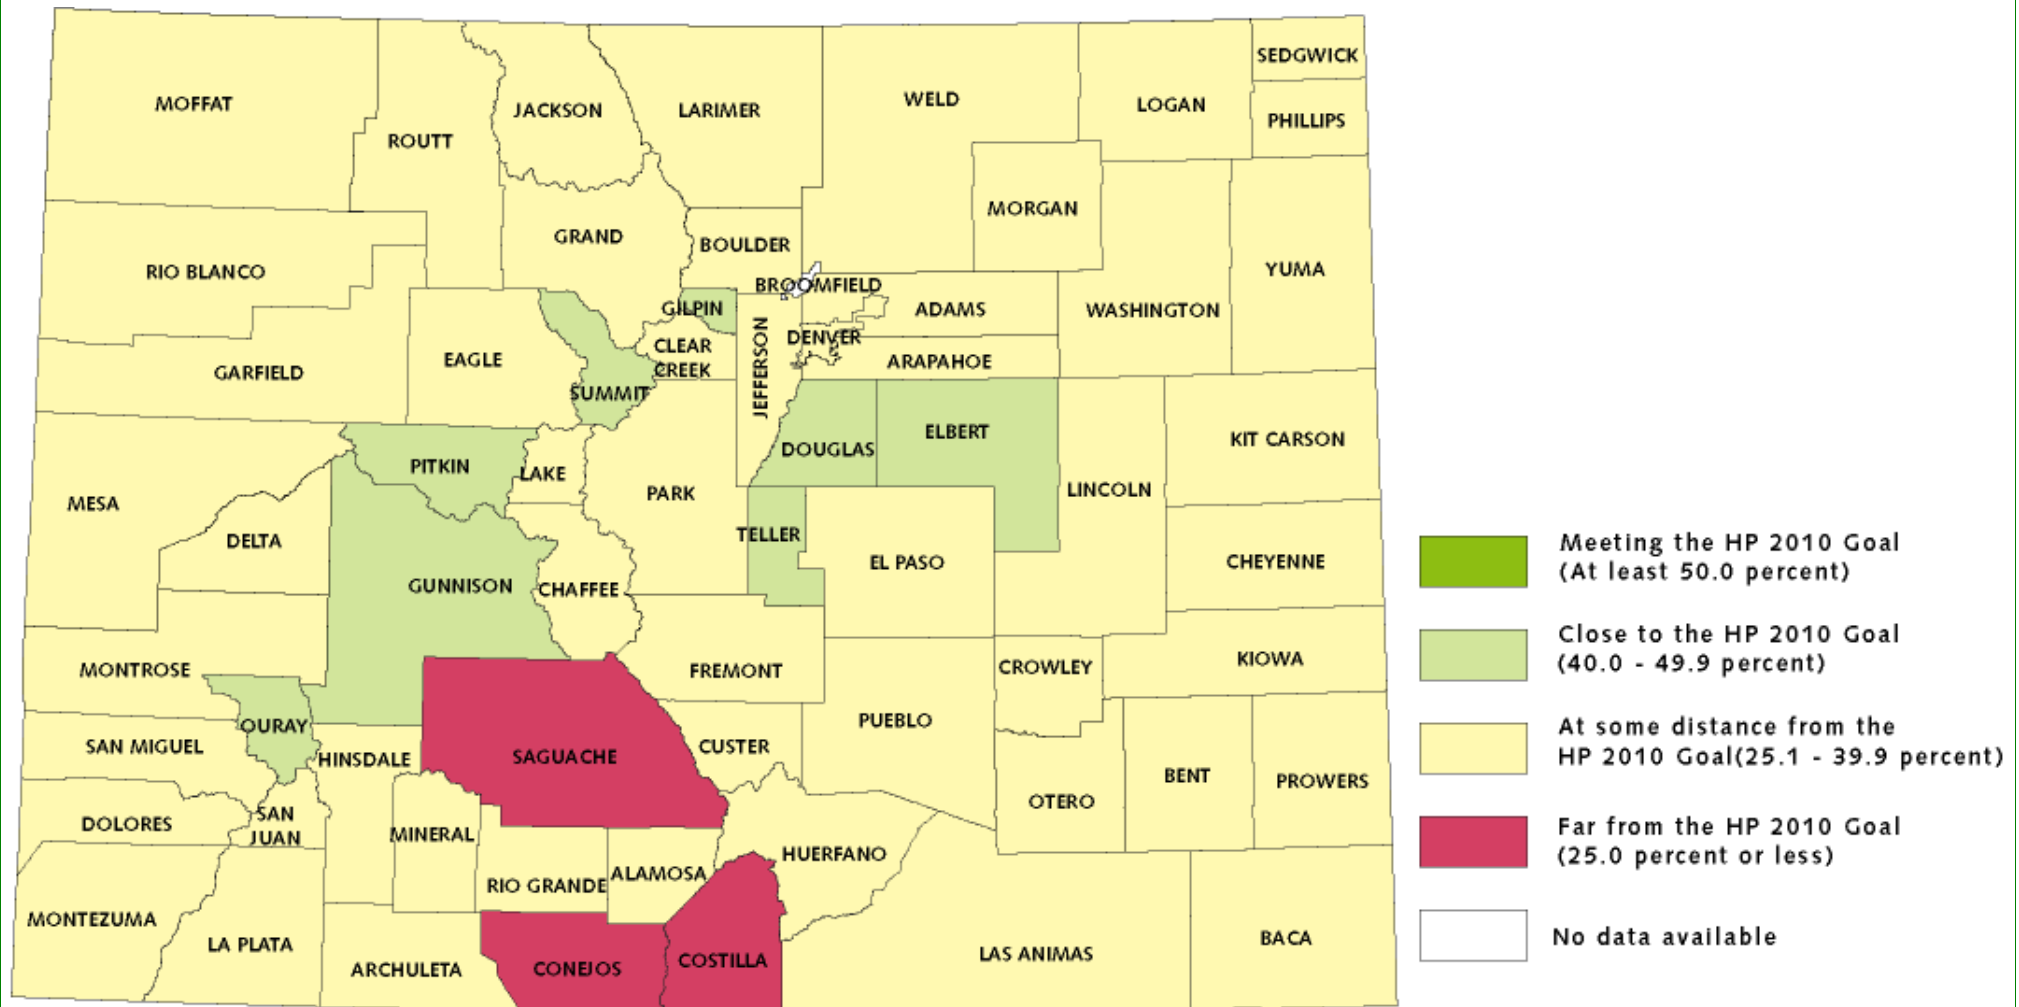 SEDGWICK
MOFFAT
JACKSON
LARIMER
WELD
LOGAN
PHILLIPS
ROUTT
MORGAN
GRAND
BOULDER
RIO BLANCO
YUMA
BROOMFIELD
GILPIN
ADAMS
WASHINGTON
DENVER
CLEAR
CREEK
JEFFERSON
EAGLE
ARAPAHOE
GARFIELD
SUMMIT
ELBERT
KIT CARSON
DOUGLAS
PITKIN
LAKE
PARK
LINCOLN
MESA
TELLER
DELTA
EL PASO
CHEYENNE
GUNNISON
CHAFFEE
MONTROSE
FREMONT
CROWLEY
KIOWA
OURAY
PUEBLO
SAN MIGUEL
HINSDALE
SAGUACHE
CUSTER
BENT
PROWERS
OTERO
DOLORES
SAN
JUAN
MINERAL
HUERFANO
RIO GRANDE
ALAMOSA
MONTEZUMA
LA PLATA
ARCHULETA
CONEJOS
COSTILLA
LAS ANIMAS
BACA
Meeting the HP 2010 Goal
(At least 50.0 percent)
Close to the HP 2010 Goal
(40.0 - 49.9 percent)
At some distance from the
HP 2010 Goal(25.1 - 39.9 percent)
Far from the HP 2010 Goal
(25.0 percent or less)
No data available